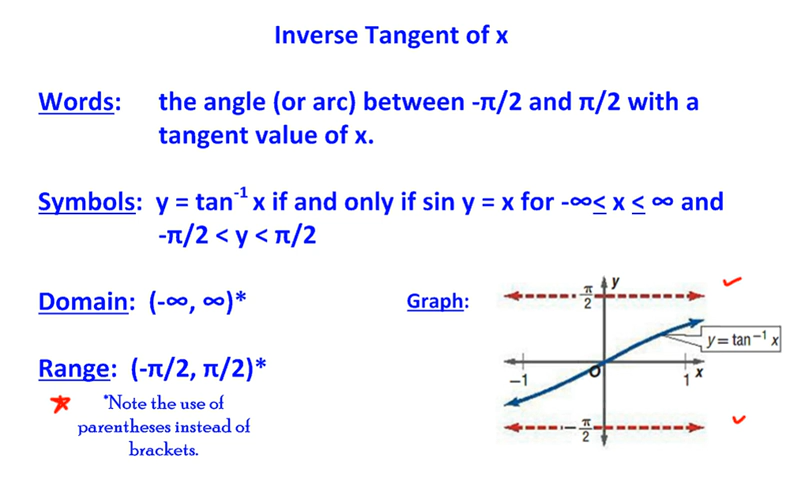 Inverse Tangent of x
Words: the angle (or arc) between -π/2 and π/2 with a
tangent value of x.
Symbols: y = tan⁻¹ x if and only if sin y = x for -∞≤ x ≤ ∞ and
-π/2 < y < π/2
Domain: (-∞, ∞)*
Graph:
Range: (-π/2, π/2)*
*Note the use of
parentheses instead of
brackets.
π/2
y
y = tan⁻¹ x
-1
O
1
x
-π/2